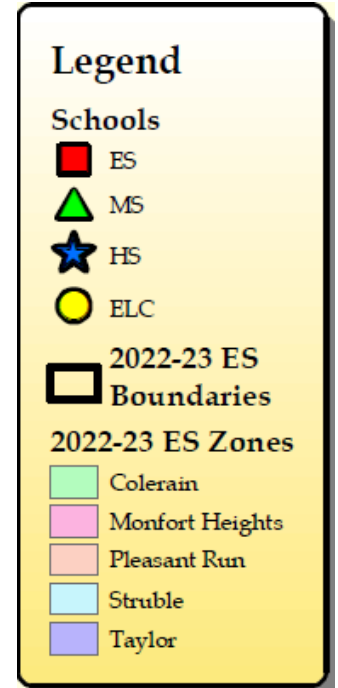 Legend
Schools
ES
MS
HS
ELC
2022-23 ES
Boundaries
2022-23 ES Zones
Colerain
Monfort Heights
Pleasant Run
Struble
Taylor